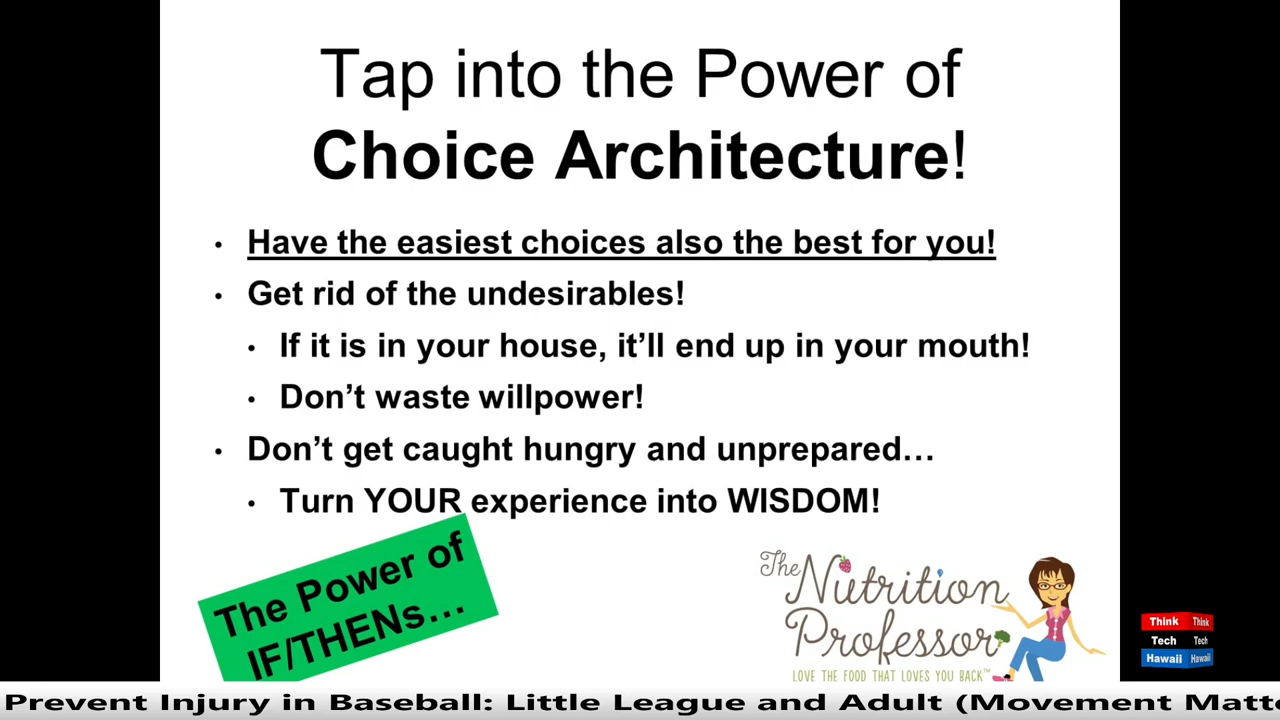 Tap into the Power of
Choice Architecture!
• Have the easiest choices also the best for you!
• Get rid of the undesirables!
• If it is in your house, it’ll end up in your mouth!
• Don’t waste willpower!
• Don’t get caught hungry and unprepared…
• Turn YOUR experience into WISDOM!
The Power of
IF/THENs…
The Nutrition
Professor
LOVE THE FOOD THAT LOVES YOU BACK™
Think Think
Tech Tech
Hawaii Hawaii
Prevent Injury in Baseball: Little League and Adult (Movement Matte